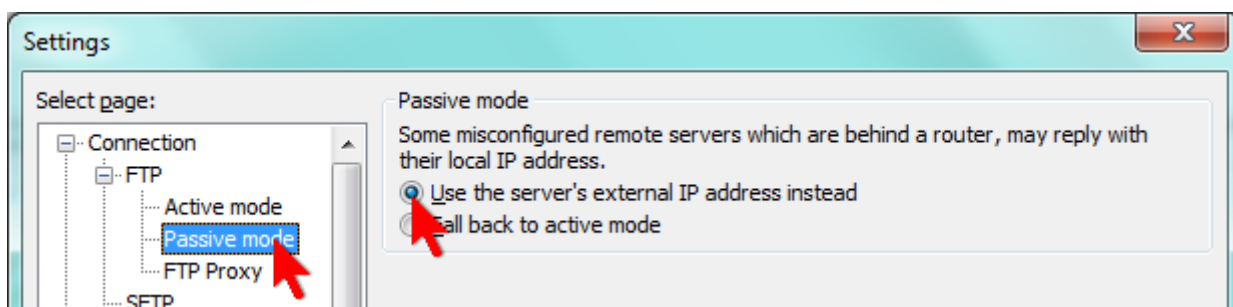 Settings
Select page:
Connection
FTP
Active mode
Passive mode
FTP Proxy
SFTP
Passive mode
Some misconfigured remote servers which are behind a router, may reply with
their local IP address.
Use the server's external IP address instead
Fall back to active mode